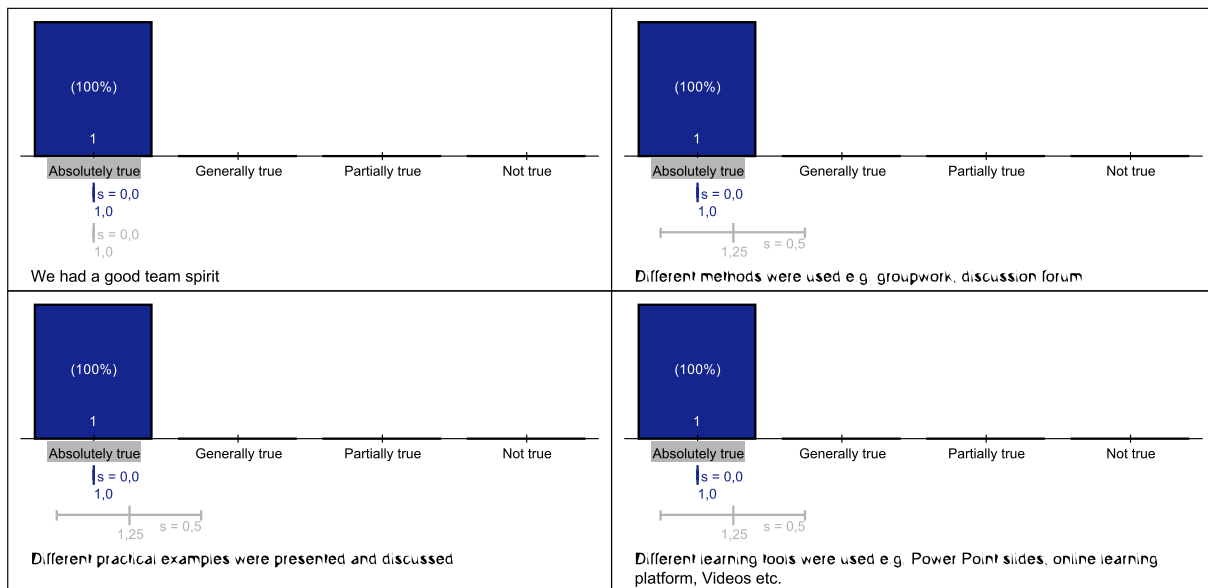 (100%)
1
Absolutely true Generally true Partially true Not true
s = 0,0
1,0
s = 0,0
1,0
We had a good team spirit
(100%)
1
Absolutely true Generally true Partially true Not true
s = 0,0
1,0
1,25 s = 0,5
Different methods were used e.g. groupwork, discussion forum
(100%)
1
Absolutely true Generally true Partially true Not true
s = 0,0
1,0
1,25 s = 0,5
Different practical examples were presented and discussed
(100%)
1
Absolutely true Generally true Partially true Not true
s = 0,0
1,0
1,25 s = 0,5
Different learning tools were used e.g. Power Point slides, online learning
platform, Videos etc.